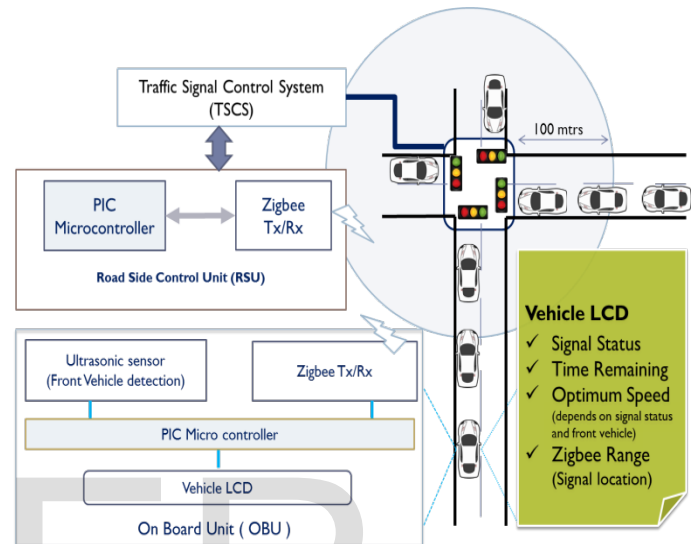 Traffic Signal Control System
(TSCS)
100 mtrs
PIC
Microcontroller
Zigbee
Tx/Rx
Road Side Control Unit (RSU)
Ultrasonic sensor
(Front Vehicle detection)
Zigbee Tx/Rx
PIC Micro controller
Vehicle LCD
On Board Unit ( OBU )
Vehicle LCD
✓ Signal Status
✓ Time Remaining
✓ Optimum Speed
(depends on signal status
and front vehicle)
✓ Zigbee Range
(Signal location)